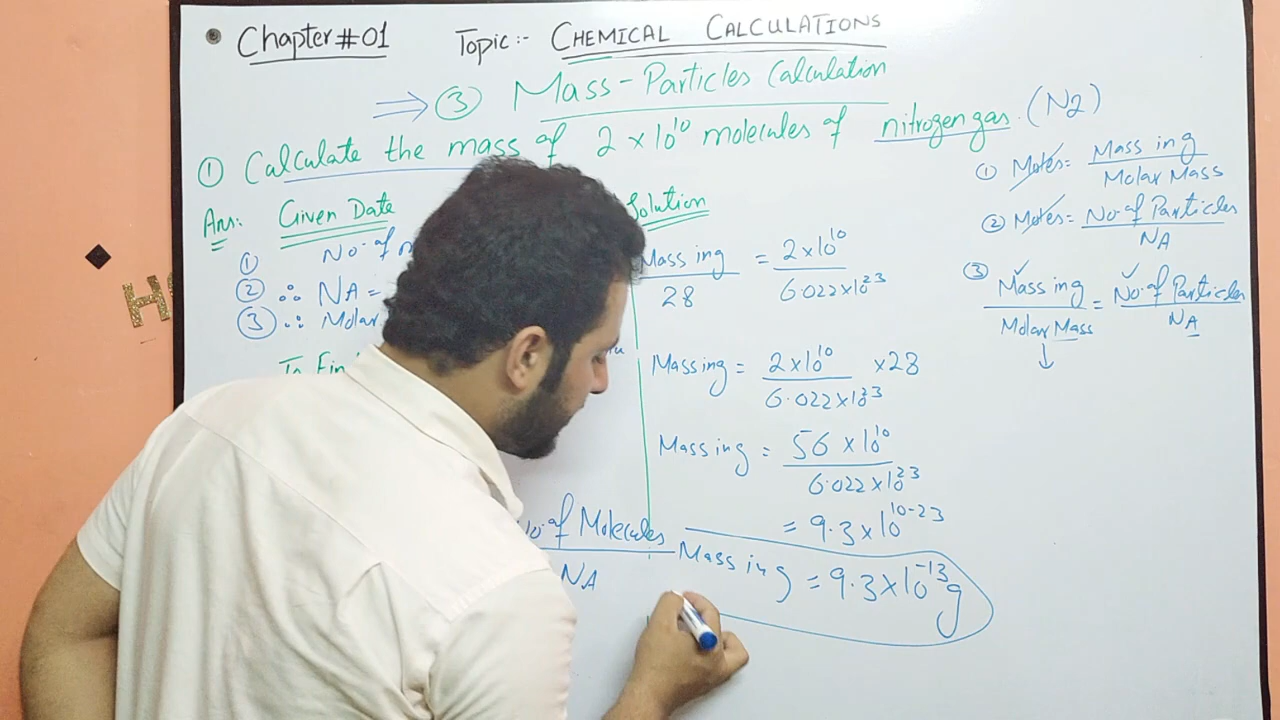 Chapter#01 Topic:- CHEMICAL CALCULATIONS
⇒ ③ Mass-Particles Calculation
① Calculate the mass of 2×10¹⁰ molecules of nitrogen gas. (N2)
Ans: Given Date
① No. of
② ∴ NA =
③ ∴ Molar
To Fin
No. of Molecules
NA
Solution
Mass in g / 28 = 2×10¹⁰ / 6.022×10²³
Mass in g = 2×10¹⁰ / 6.022×10²³ ×28
Mass in g = 56 ×10¹⁰ / 6.022×10²³
= 9.3×10¹⁰⁻²³
Mass in g = 9.3×10⁻¹³ g
① Moles = Mass in g / Molar Mass
② Moles = No. of Particles / NA
③ Mass in g / Molar Mass = No. of Particles / NA
H